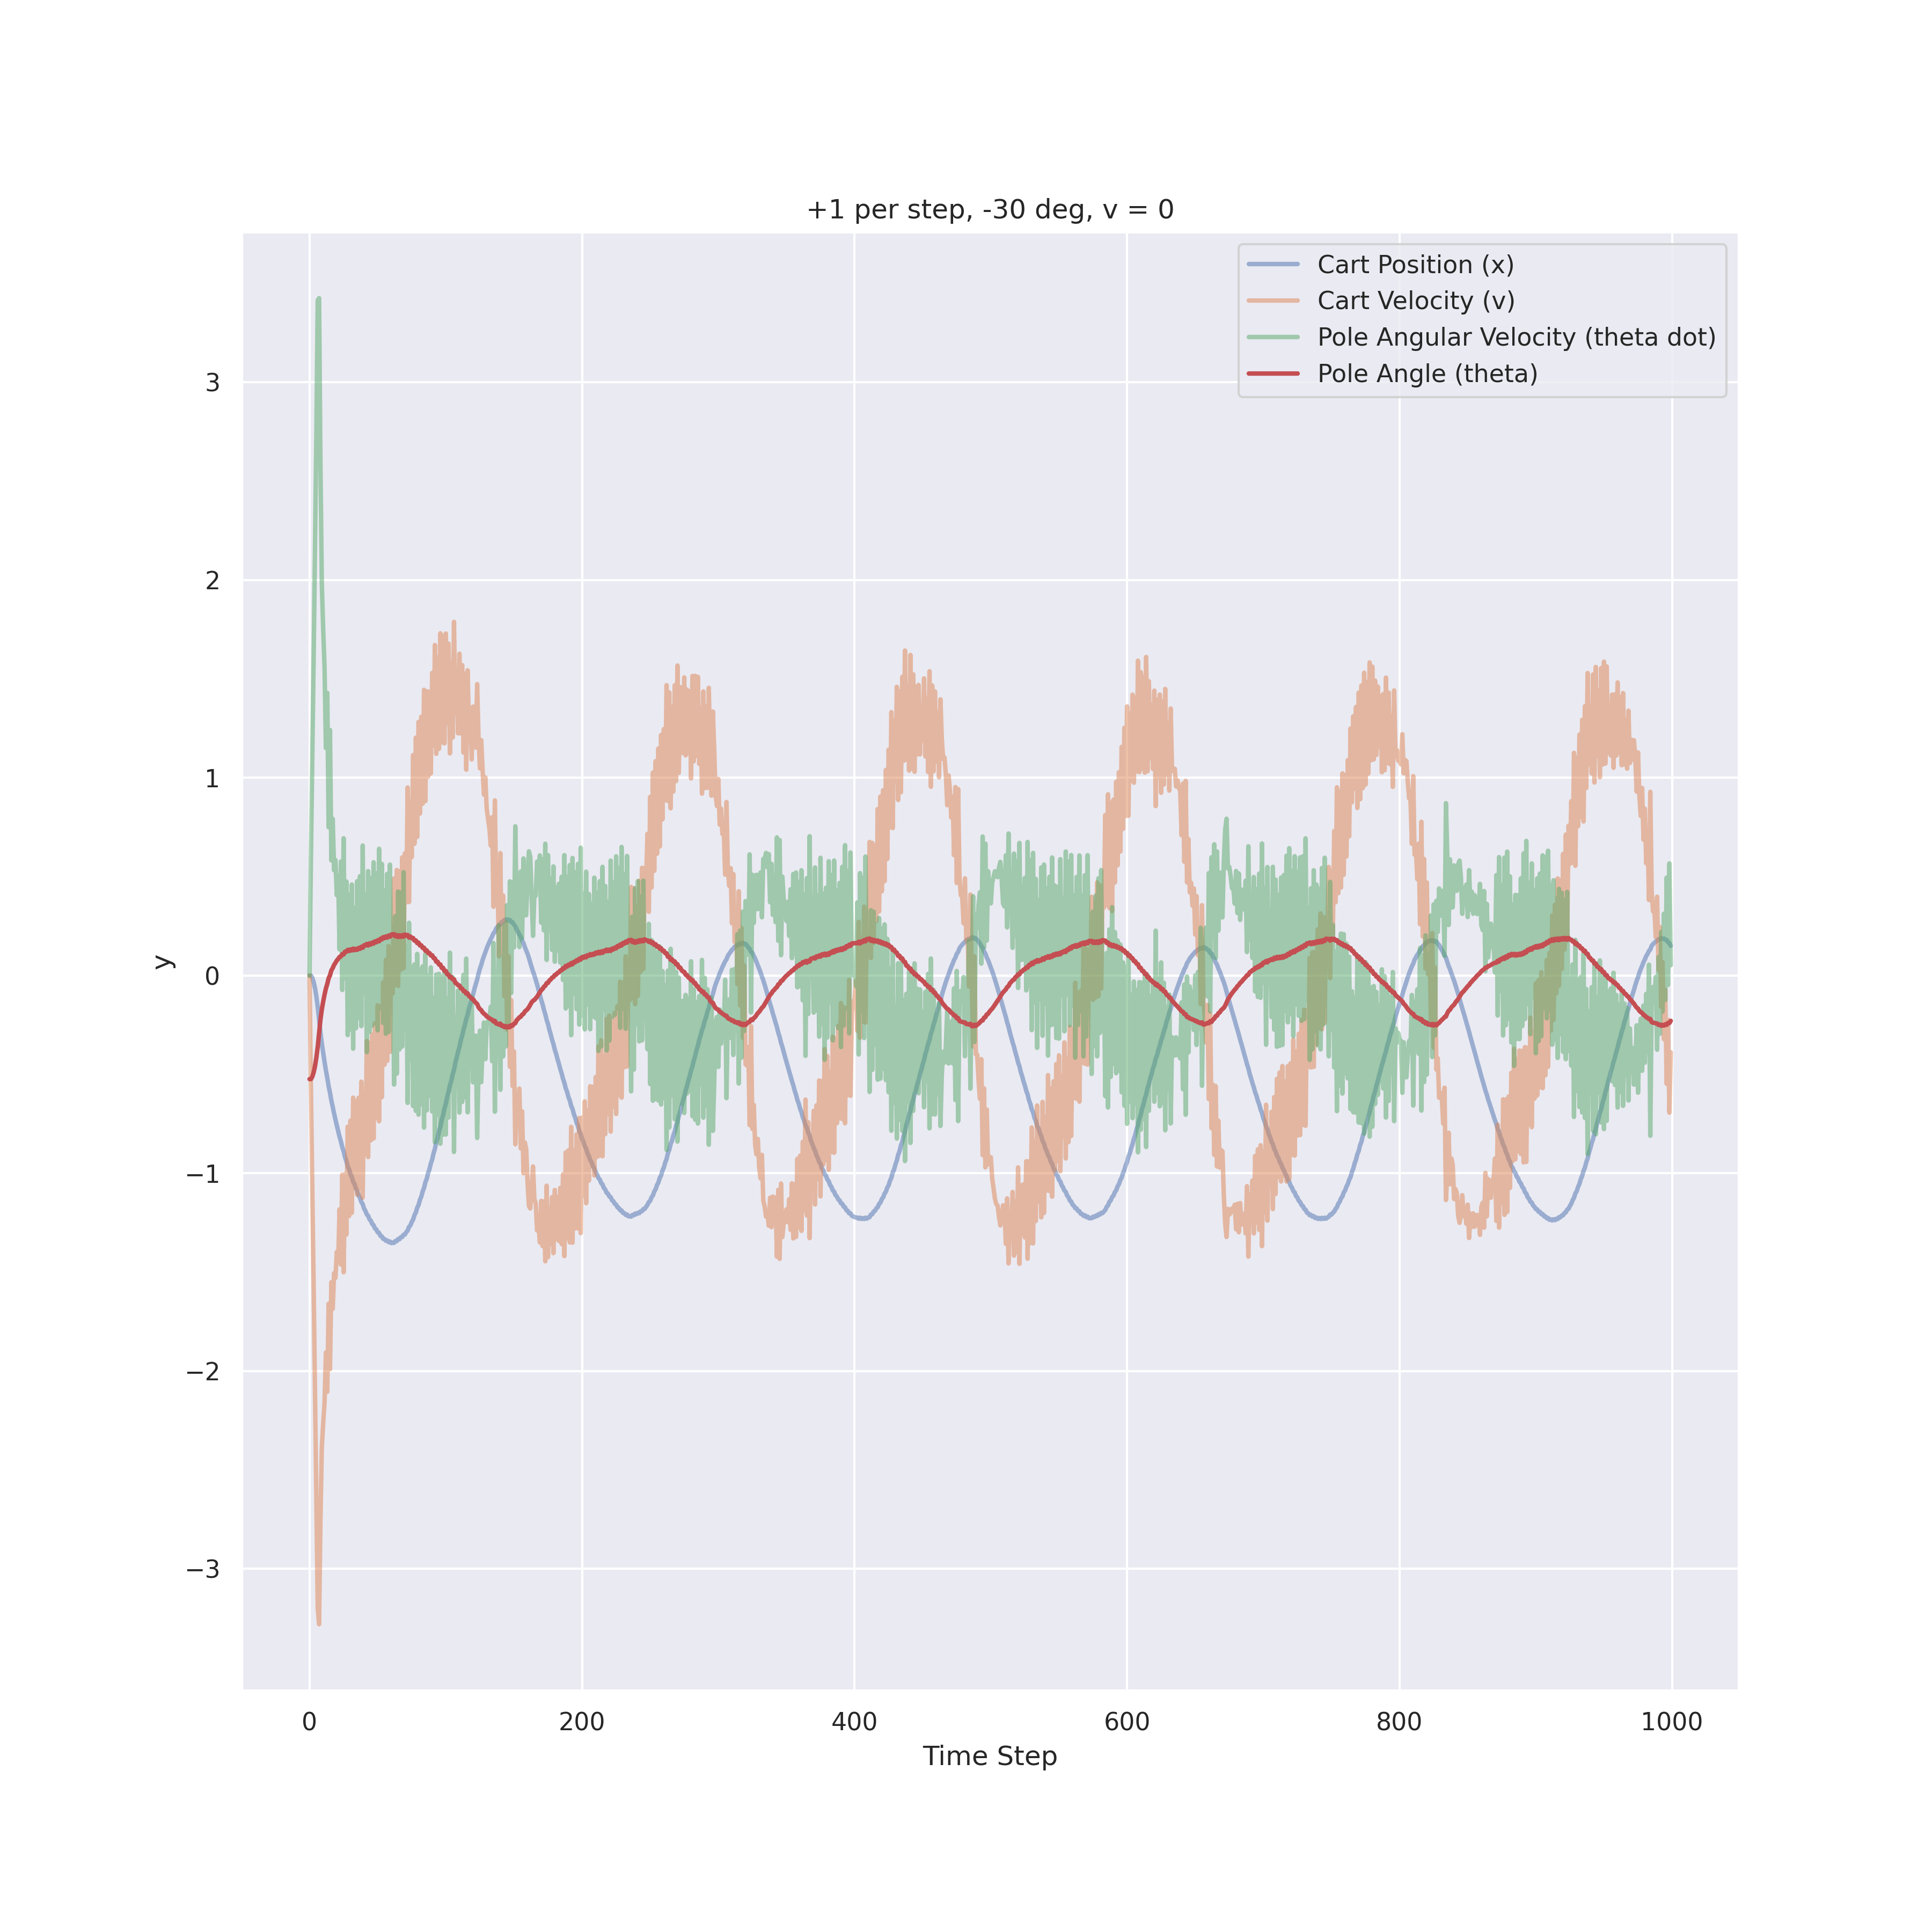 +1 per step, -30 deg, v = 0
Cart Position (x)
Cart Velocity (v)
Pole Angular Velocity (theta dot)
Pole Angle (theta)
3
2
1
0
−1
−2
−3
y
0
200
400
600
800
1000
Time Step